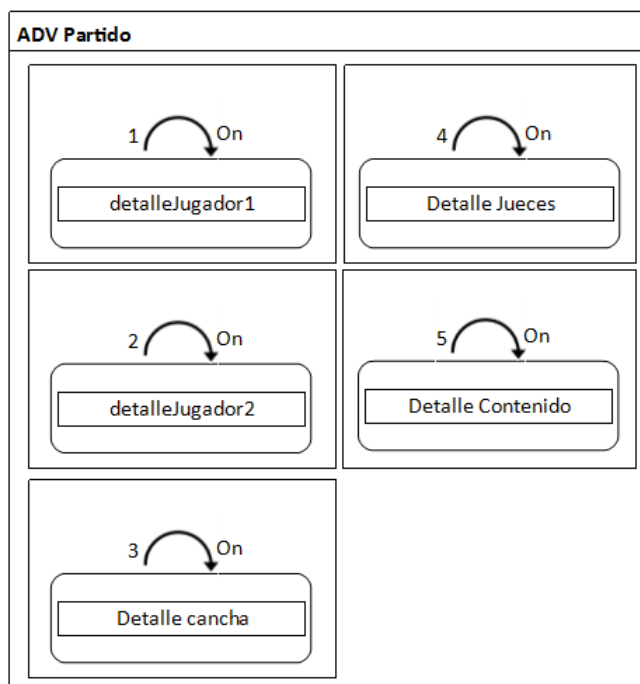 ADV Partido
1 On
detalleJugador1
4 On
Detalle Jueces
2 On
detalleJugador2
5 On
Detalle Contenido
3 On
Detalle cancha